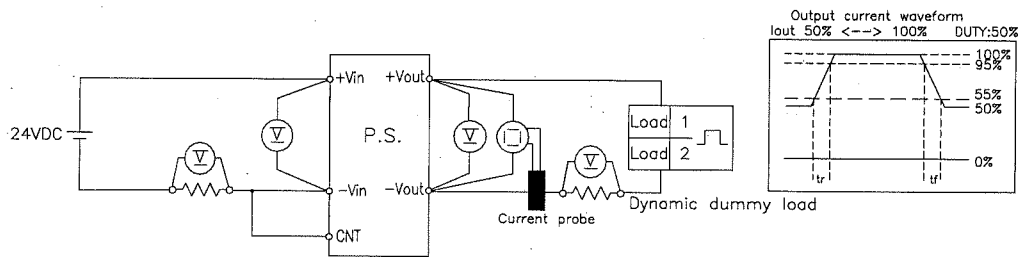 Output current waveform
Iout 50% <--> 100% DUTY:50%
100%
95%
55%
50%
0%
tr
tf
+Vin
+Vout
24VDC
V
V
P.S.
V
V
-Vin
-Vout
CNT
Current probe
Load 1
Load 2
Dynamic dummy load